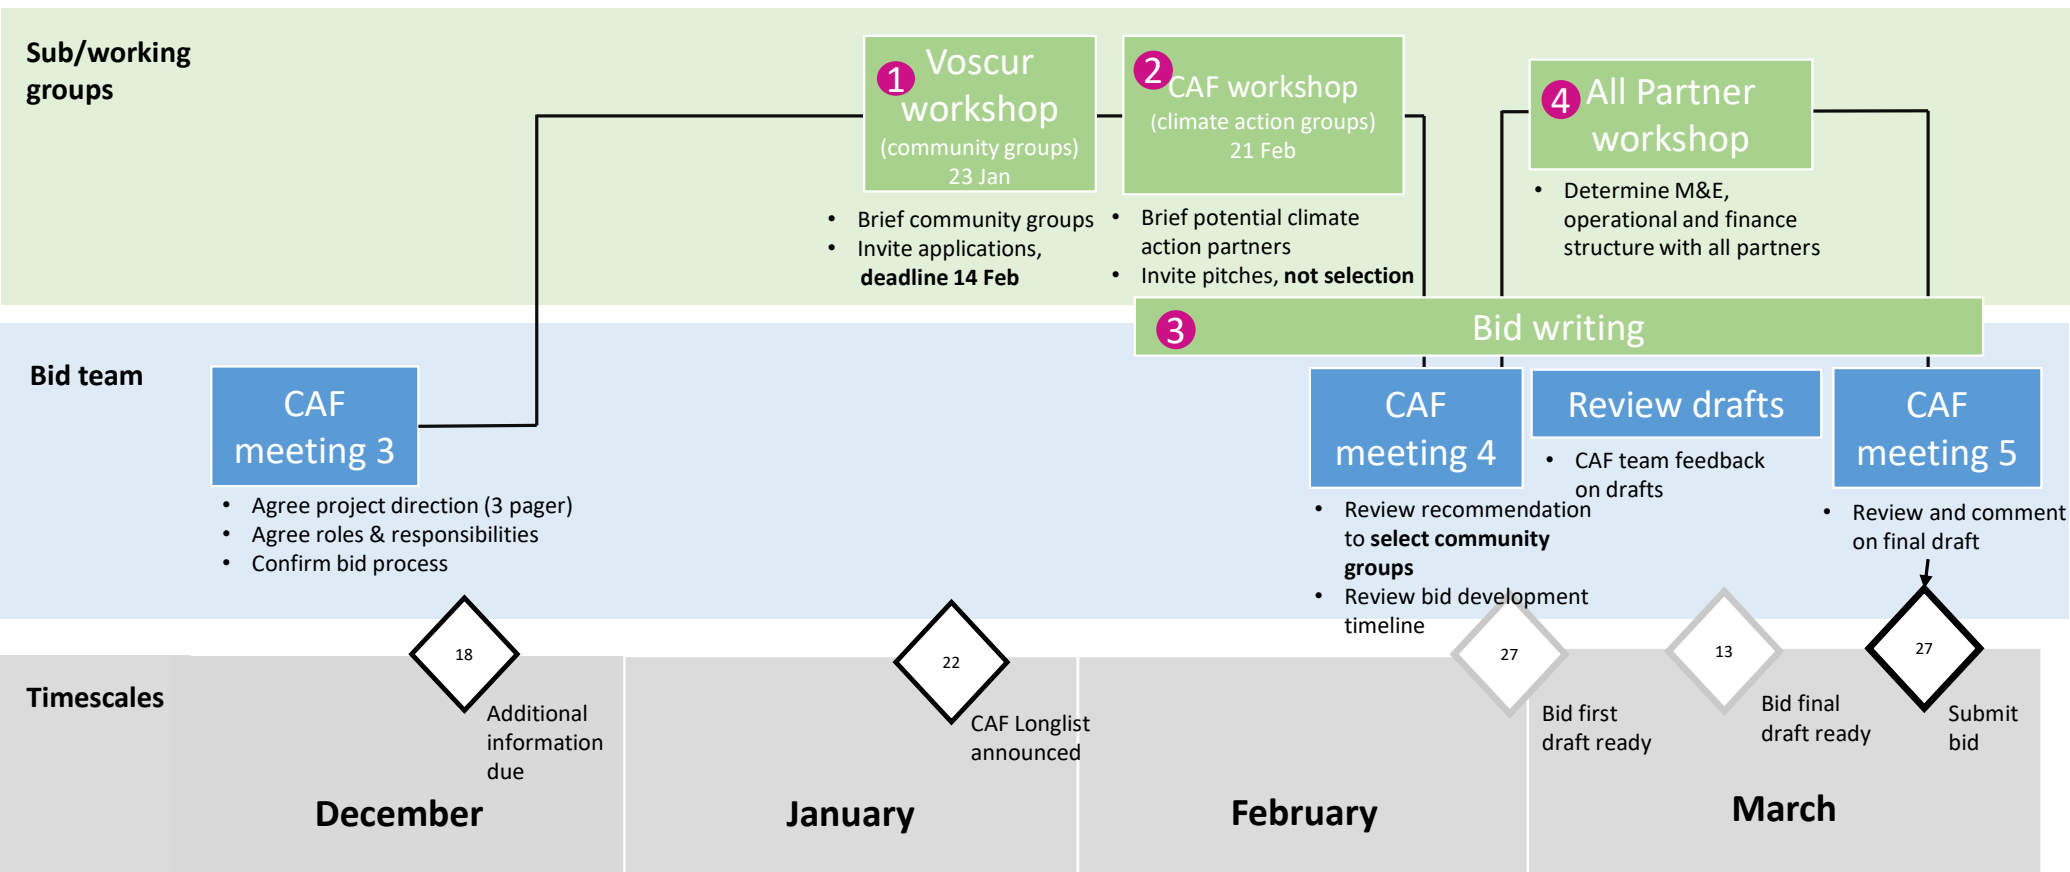 Sub/working
groups
1
Voscur
workshop
(community groups)
23 Jan
• Brief community groups
• Invite applications,
deadline 14 Feb
2
CAF workshop
(climate action groups)
21 Feb
• Brief potential climate
action partners
• Invite pitches, not selection
4
All Partner
workshop
• Determine M&E,
operational and finance
structure with all partners
3
Bid writing
Bid team
CAF
meeting 3
• Agree project direction (3 pager)
• Agree roles & responsibilities
• Confirm bid process
CAF
meeting 4
• Review recommendation
to select community
groups
• Review bid development
timeline
Review drafts
• CAF team feedback
on drafts
CAF
meeting 5
• Review and comment
on final draft
Timescales
18
Additional
information
due
22
CAF Longlist
announced
27
Bid first
draft ready
13
Bid final
draft ready
27
Submit
bid
December
January
February
March